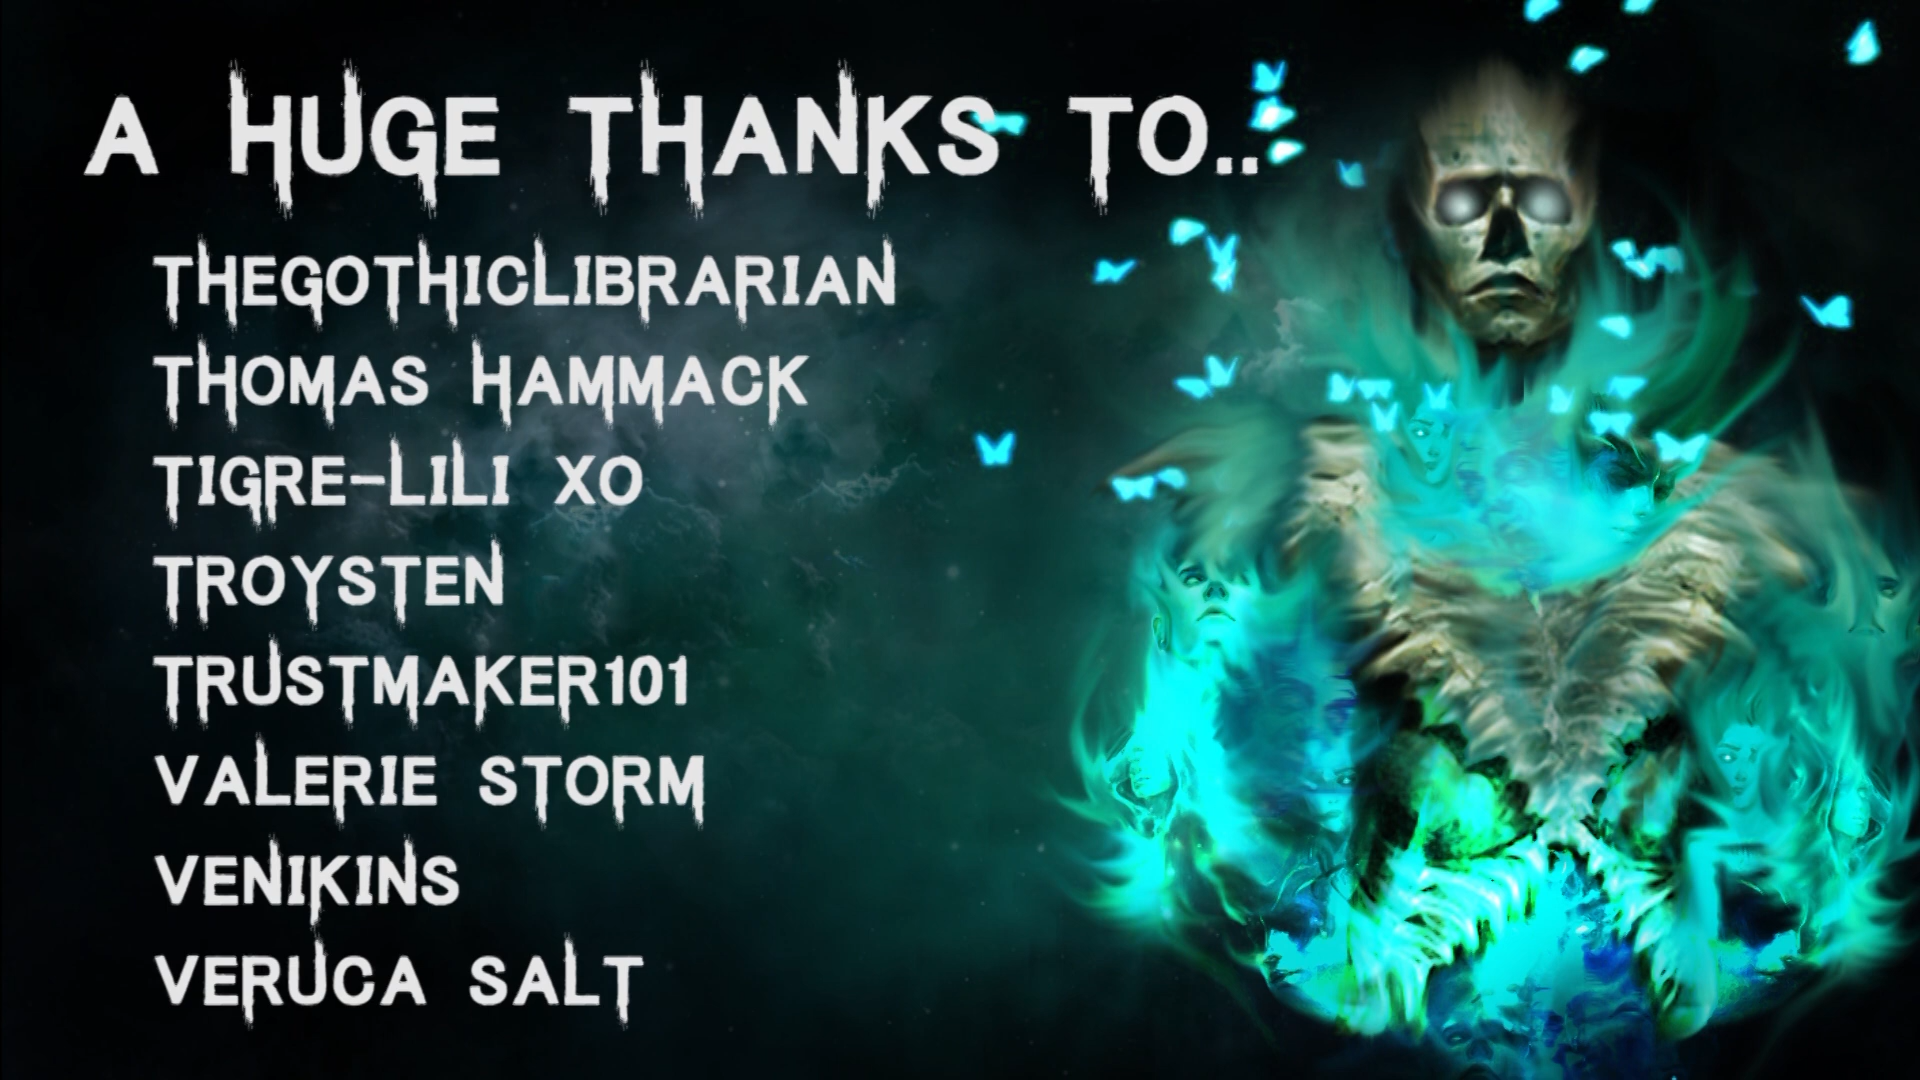 A HUGE THANKS TO..
THEGOTHICLIBRARIAN
THOMAS HAMMACK
TIGRE-LILI XO
TROYSTEN
TRUSTMAKER101
VALERIE STORM
VENIKINS
VERUCA SALT